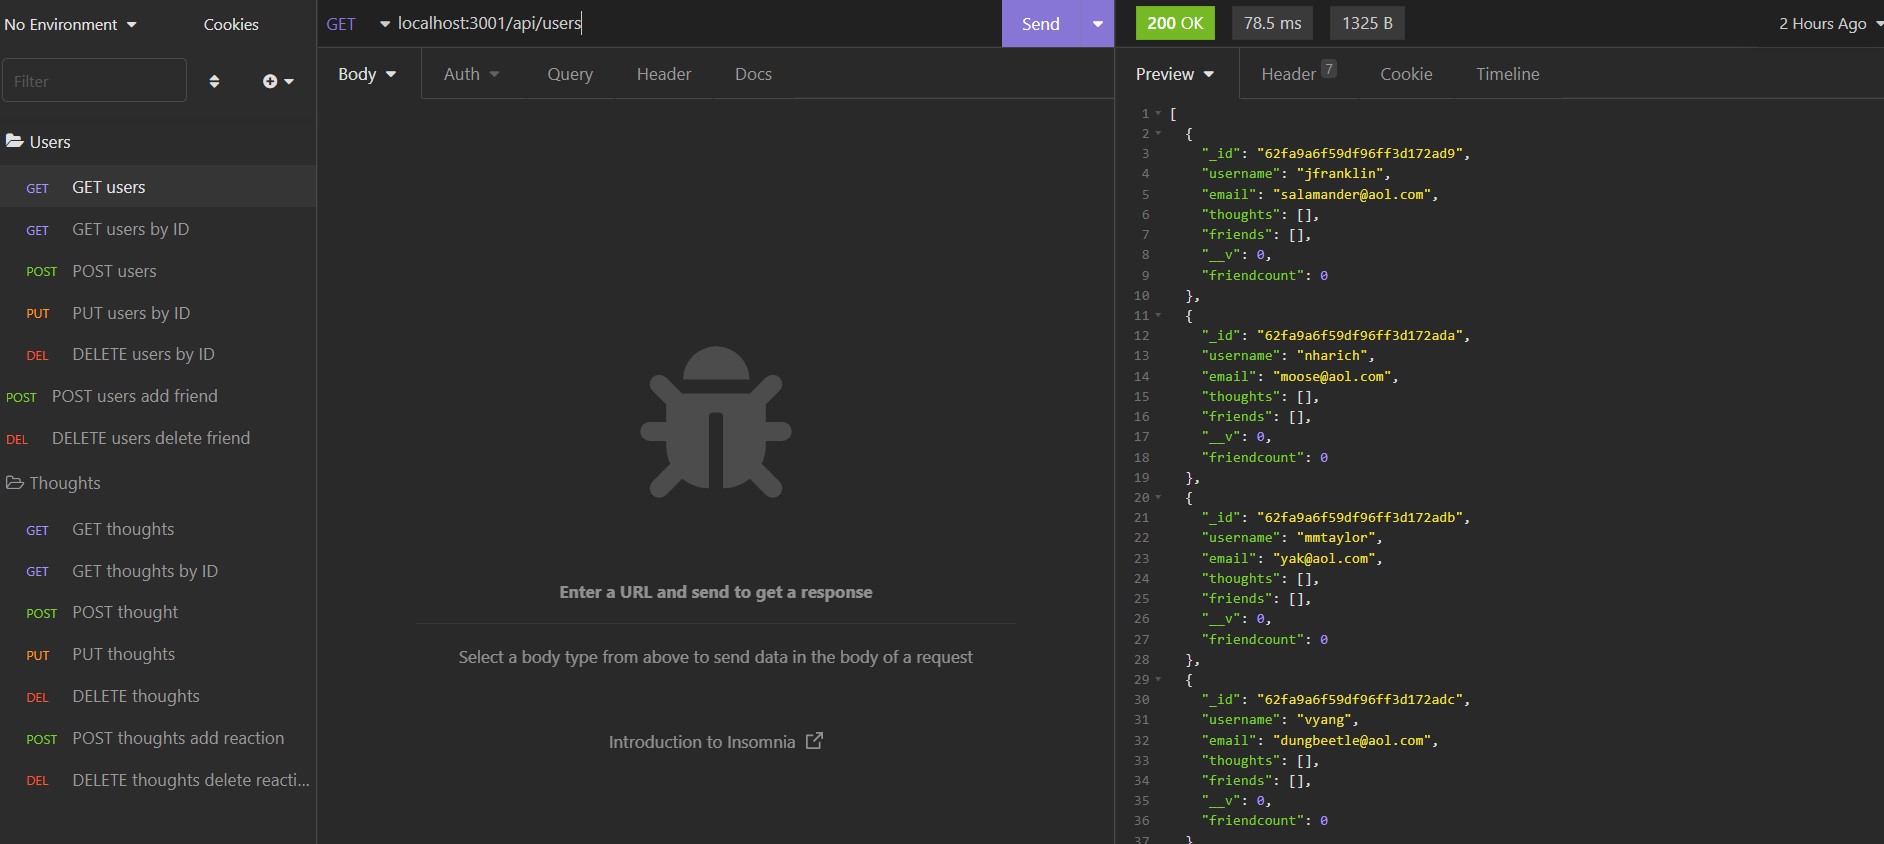 No Environment
Cookies
Filter
Users
GET GET users
GET GET users by ID
POST POST users
PUT PUT users by ID
DEL DELETE users by ID
POST POST users add friend
DEL DELETE users delete friend
Thoughts
GET GET thoughts
GET GET thoughts by ID
POST POST thought
PUT PUT thoughts
DEL DELETE thoughts
POST POST thoughts add reaction
DEL DELETE thoughts delete reacti...
GET localhost:3001/api/users
Send
Body Auth Query Header Docs
Enter a URL and send to get a response
Select a body type from above to send data in the body of a request
Introduction to Insomnia
200 OK 78.5 ms 1325 B 2 Hours Ago
Preview Header 7 Cookie Timeline
1 [
2 {
3 "_id": "62fa9a6f59df96ff3d172ad9",
4 "username": "jfranklin",
5 "email": "salamander@aol.com",
6 "thoughts": [],
7 "friends": [],
8 "__v": 0,
9 "friendcount": 0
10 },
11 {
12 "_id": "62fa9a6f59df96ff3d172ada",
13 "username": "nharich",
14 "email": "moose@aol.com",
15 "thoughts": [],
16 "friends": [],
17 "__v": 0,
18 "friendcount": 0
19 },
20 {
21 "_id": "62fa9a6f59df96ff3d172adb",
22 "username": "mmtaylor",
23 "email": "yak@aol.com",
24 "thoughts": [],
25 "friends": [],
26 "__v": 0,
27 "friendcount": 0
28 },
29 {
30 "_id": "62fa9a6f59df96ff3d172adc",
31 "username": "vyang",
32 "email": "dungbeetle@aol.com",
33 "thoughts": [],
34 "friends": [],
35 "__v": 0,
36 "friendcount": 0
37 }